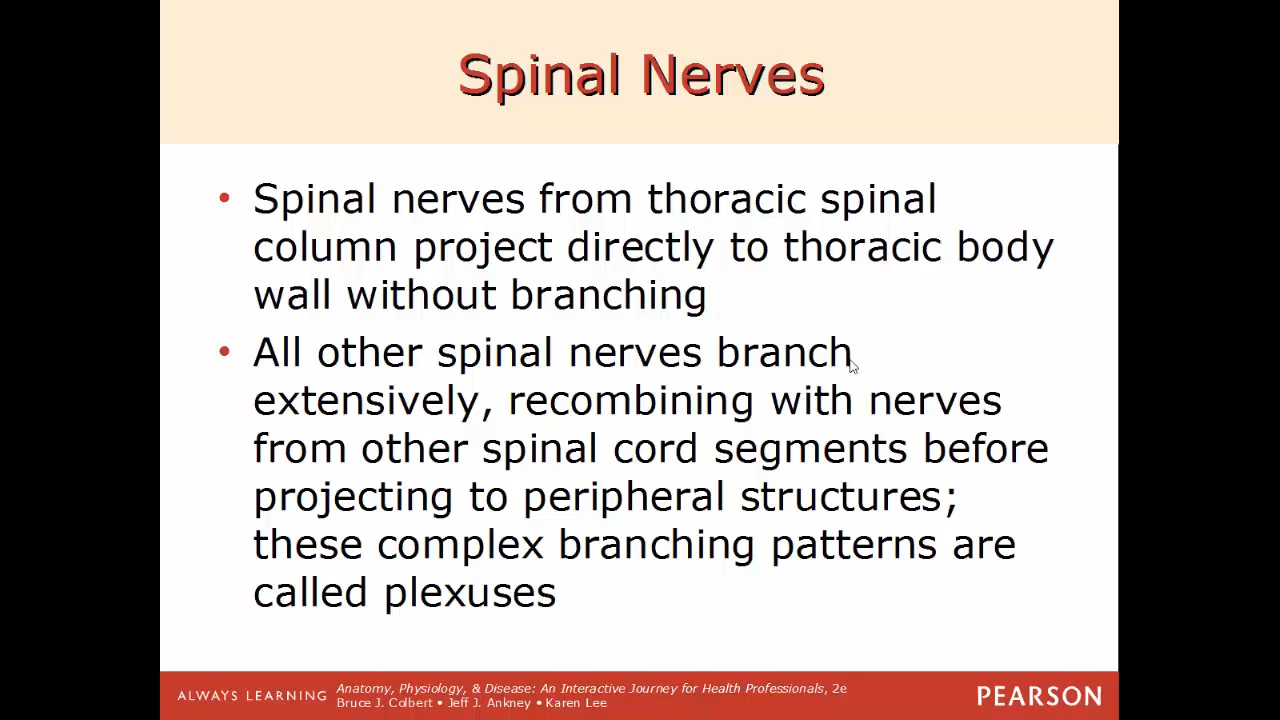 Spinal Nerves
• Spinal nerves from thoracic spinal
column project directly to thoracic body
wall without branching
• All other spinal nerves branch
extensively, recombining with nerves
from other spinal cord segments before
projecting to peripheral structures;
these complex branching patterns are
called plexuses
ALWAYS LEARNING
Anatomy, Physiology, & Disease: An Interactive Journey for Health Professionals, 2e
Bruce J. Colbert • Jeff J. Ankney • Karen Lee
PEARSON